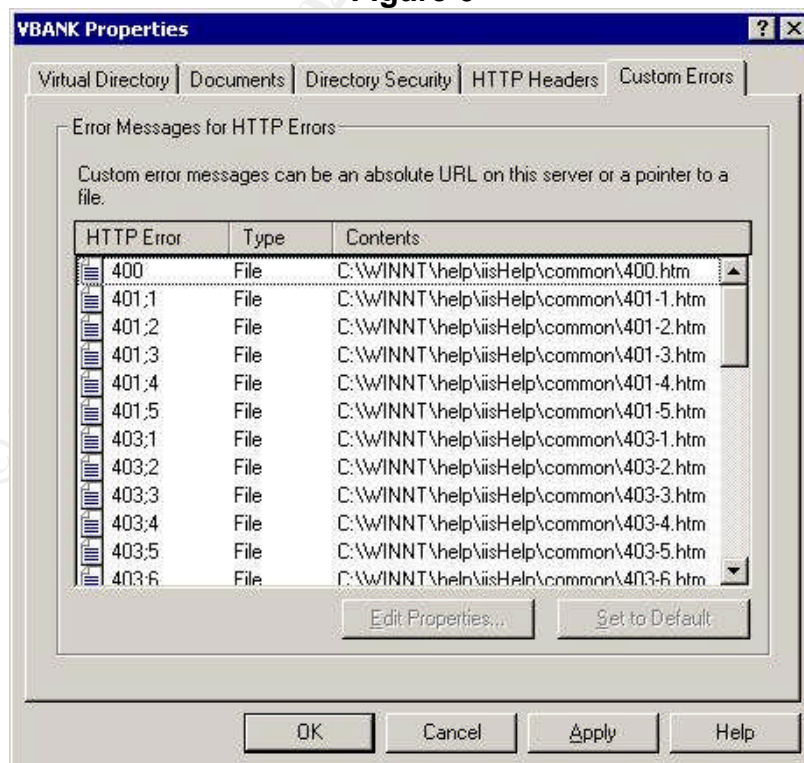 VBANK Properties
Virtual Directory Documents Directory Security HTTP Headers Custom Errors
Error Messages for HTTP Errors
Custom error messages can be an absolute URL on this server or a pointer to a
file.
HTTP Error Type Contents
400 File C:\WINNT\help\iisHelp\common\400.htm
401;1 File C:\WINNT\help\iisHelp\common\401-1.htm
401;2 File C:\WINNT\help\iisHelp\common\401-2.htm
401;3 File C:\WINNT\help\iisHelp\common\401-3.htm
401;4 File C:\WINNT\help\iisHelp\common\401-4.htm
401;5 File C:\WINNT\help\iisHelp\common\401-5.htm
403;1 File C:\WINNT\help\iisHelp\common\403-1.htm
403;2 File C:\WINNT\help\iisHelp\common\403-2.htm
403;3 File C:\WINNT\help\iisHelp\common\403-3.htm
403;4 File C:\WINNT\help\iisHelp\common\403-4.htm
403;5 File C:\WINNT\help\iisHelp\common\403-5.htm
403;6 File C:\WINNT\help\iisHelp\common\403-6.htm
Edit Properties... Set to Default
OK Cancel Apply Help